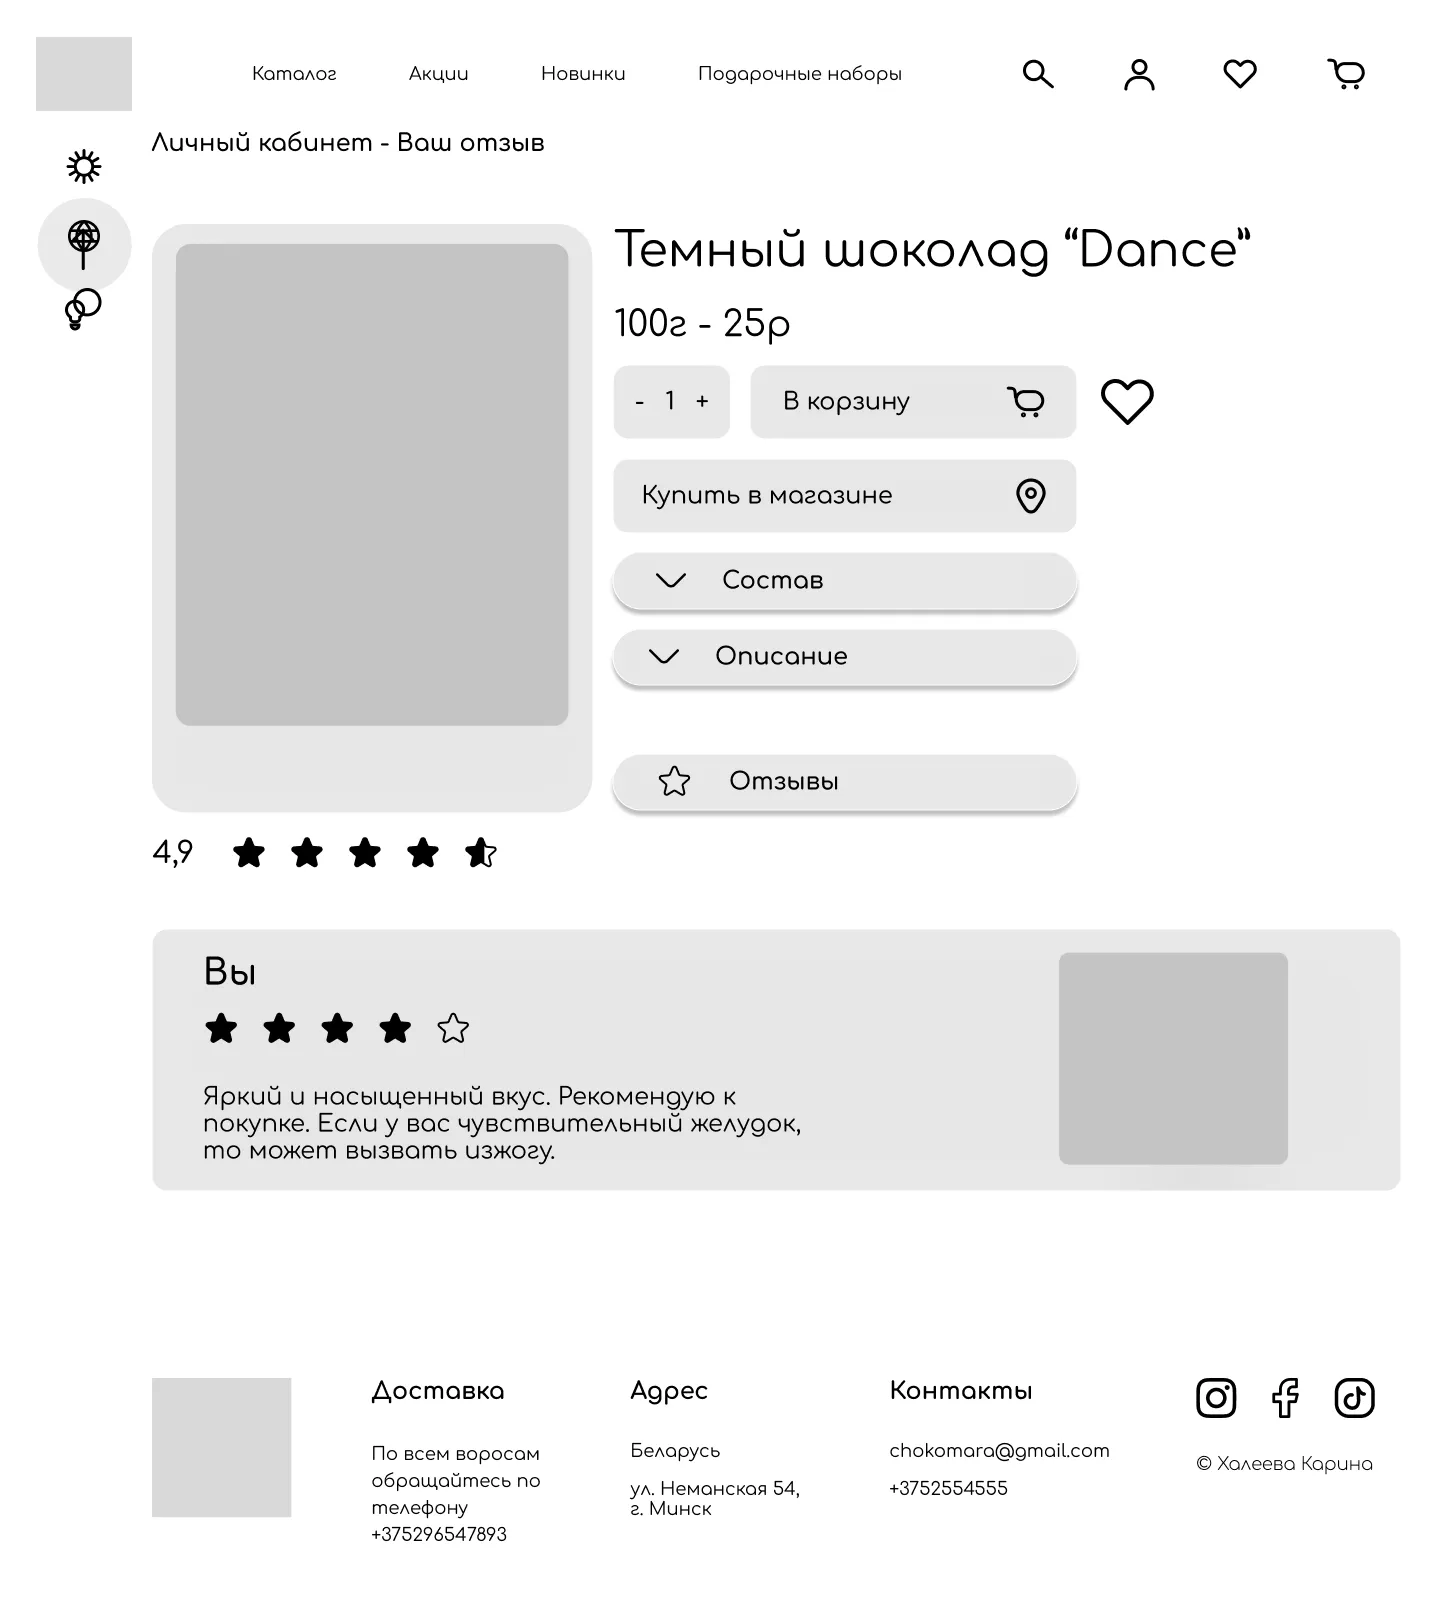 Каталог Акции Новинки Подарочные наборы
Личный кабинет - Ваш отзыв
Темный шоколад “Dance”
100г - 25р
- 1 +
В корзину
Купить в магазине
Состав
Описание
Отзывы
4,9
Вы
Яркий и насыщенный вкус. Рекомендую к
покупке. Если у вас чувствительный желудок,
то может вызвать изжогу.
Доставка
По всем воросам
обращайтесь по
телефону
+375296547893
Адрес
Беларусь
ул. Неманская 54,
г. Минск
Контакты
chokomara@gmail.com
+3752554555
© Халеева Карина